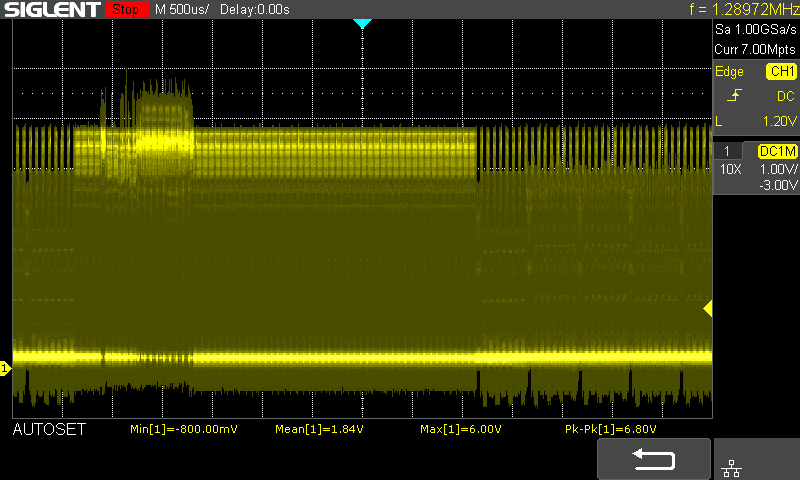 SIGLENT Stop M 500us/ Delay:0.00s f = 1.28972MHz
Sa 1.00GSa/s
Curr 7.00Mpts
Edge CH1
DC
L 1.20V
1 DC1M
10X 1.00V/
-3.00V
1
AUTOSET Min[1]=-800.00mV Mean[1]=1.84V Max[1]=6.00V Pk-Pk[1]=6.80V